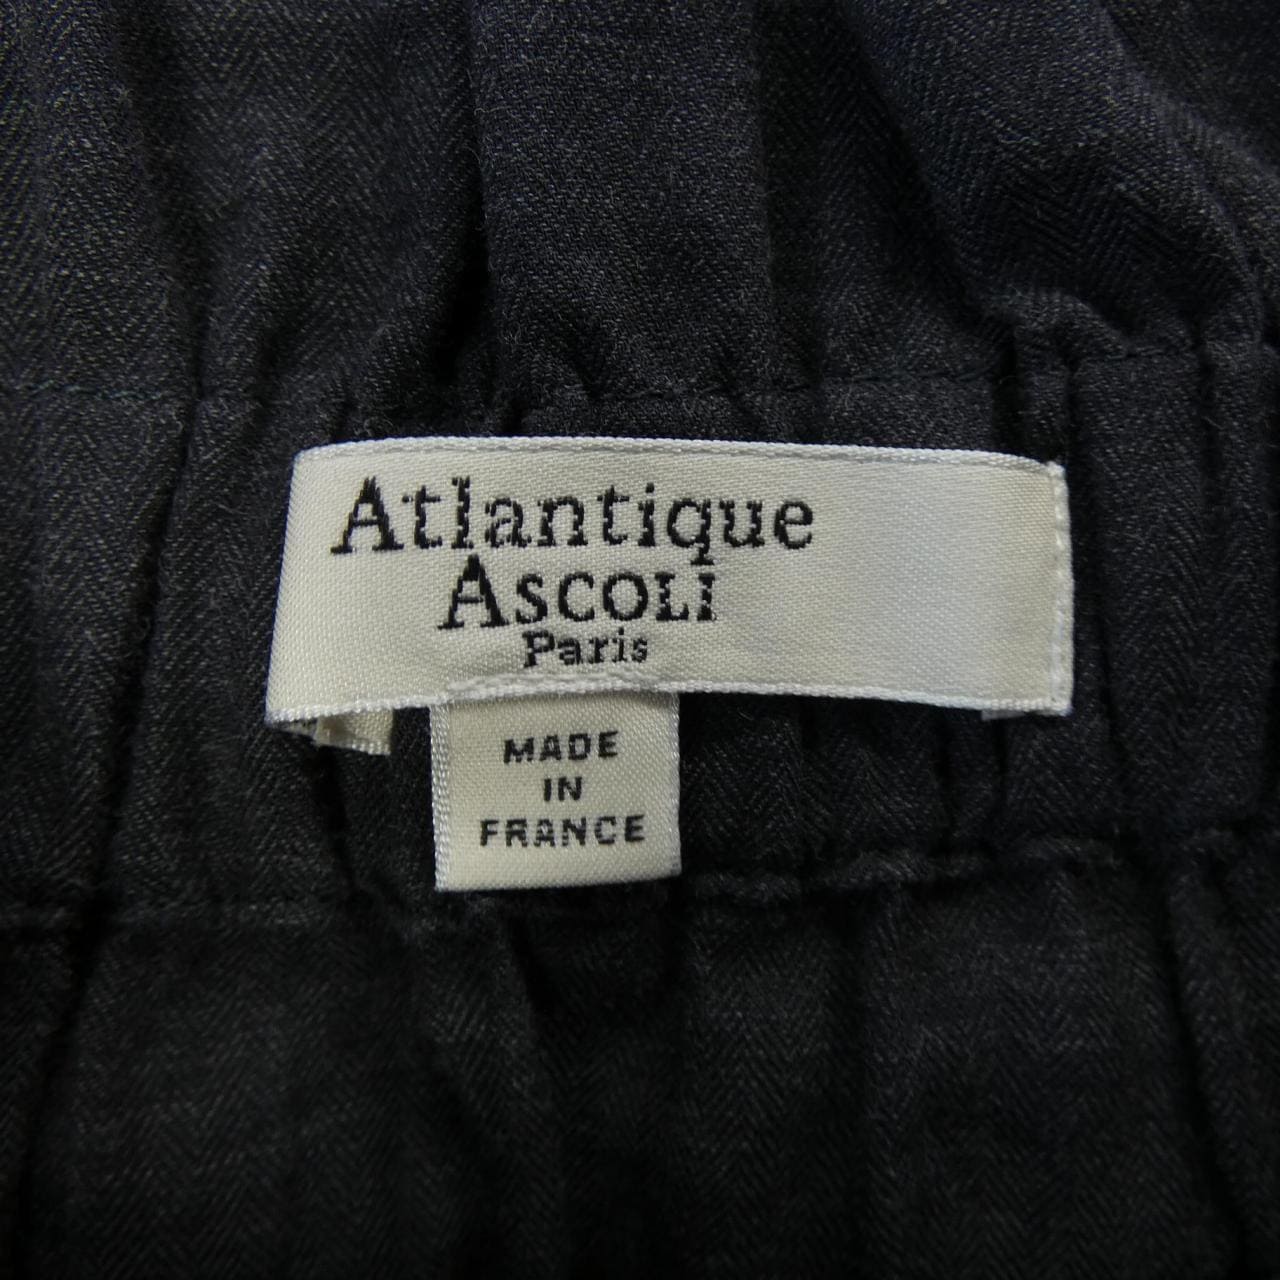 Atlantique
ASCOLI
Paris
MADE
IN
FRANCE